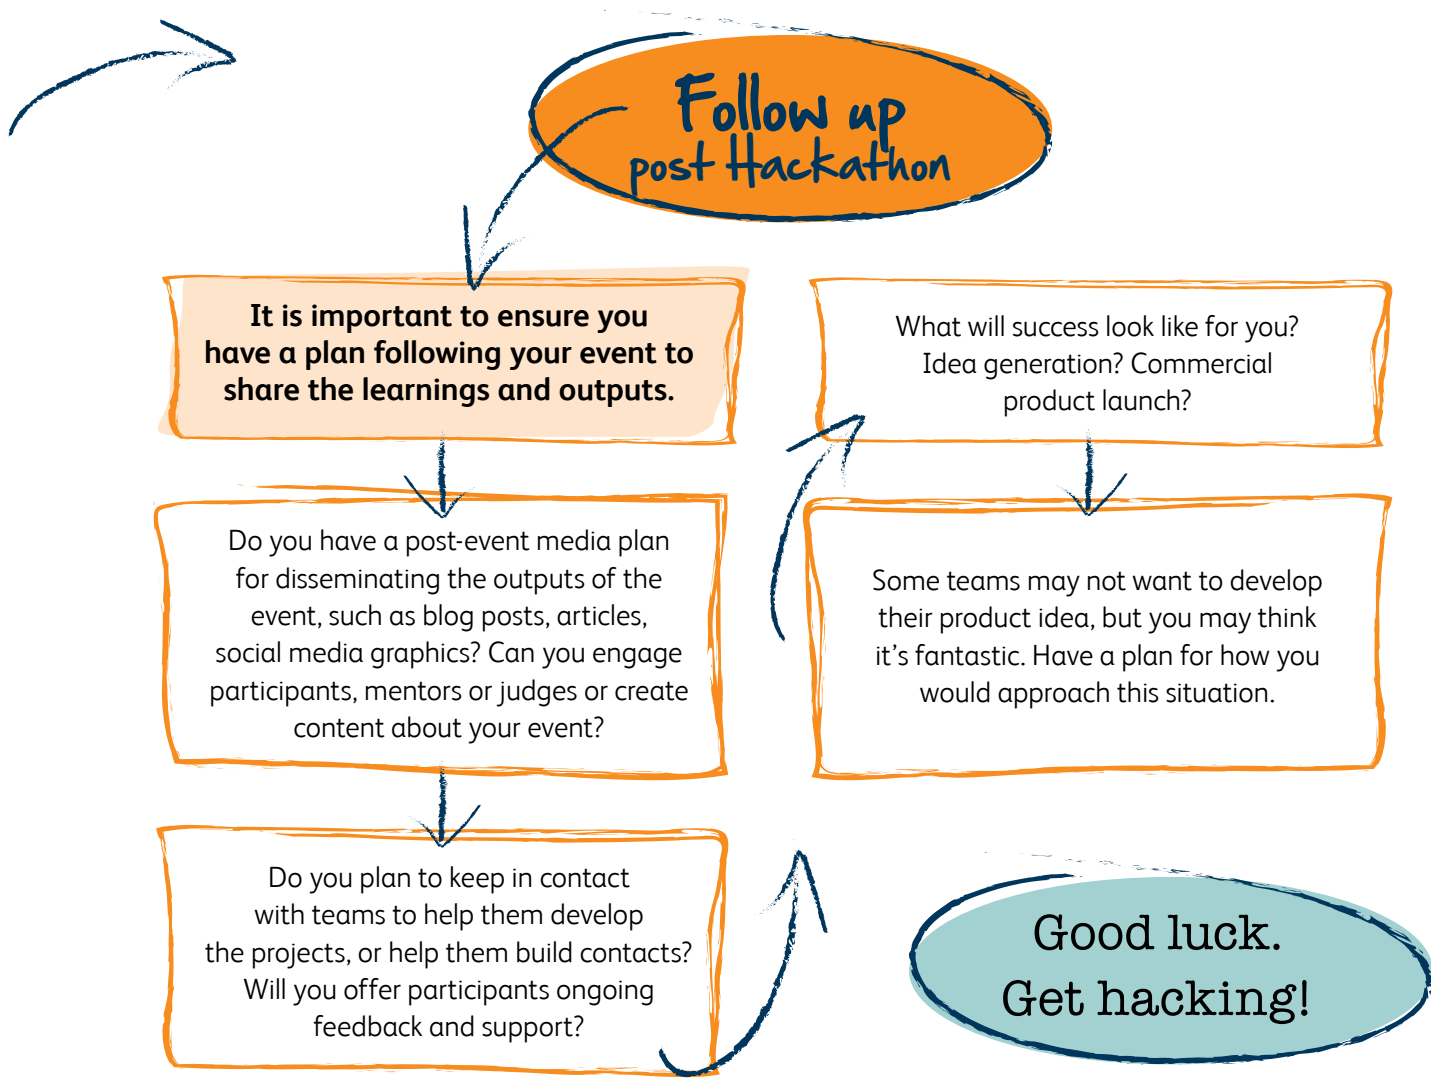 Follow up
post Hackathon
It is important to ensure you
have a plan following your event to
share the learnings and outputs.
Do you have a post-event media plan
for disseminating the outputs of the
event, such as blog posts, articles,
social media graphics? Can you engage
participants, mentors or judges or create
content about your event?
Do you plan to keep in contact
with teams to help them develop
the projects, or help them build contacts?
Will you offer participants ongoing
feedback and support?
What will success look like for you?
Idea generation? Commercial
product launch?
Some teams may not want to develop
their product idea, but you may think
it’s fantastic. Have a plan for how you
would approach this situation.
Good luck.
Get hacking!